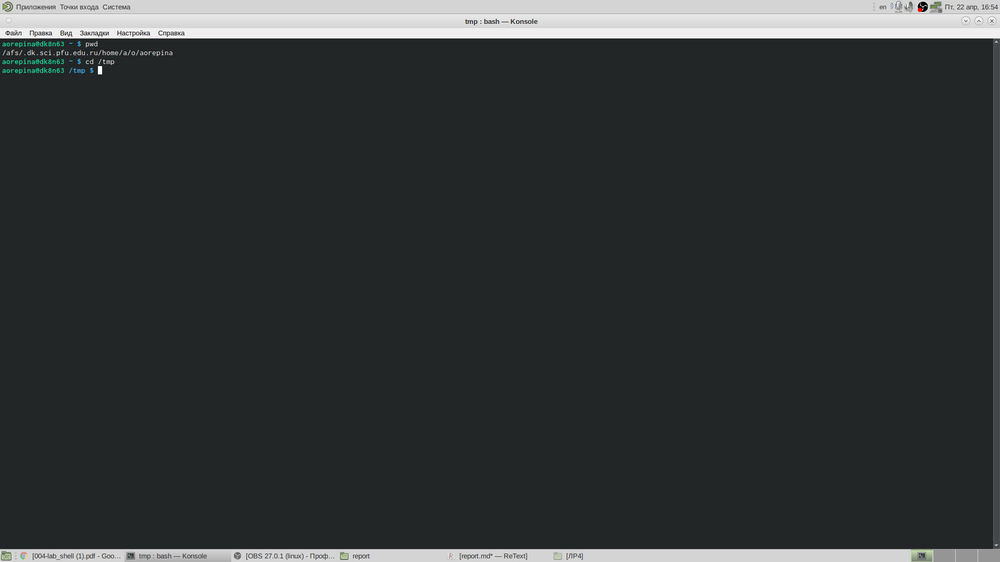 Приложения Точки входа Система
en Пт, 22 апр, 16:54
tmp : bash — Konsole
Файл Правка Вид Закладки Настройка Справка
aorepina@dk8n63 ~ $ pwd
/afs/.dk.sci.pfu.edu.ru/home/a/o/aorepina
aorepina@dk8n63 ~ $ cd /tmp
aorepina@dk8n63 /tmp $
[004-lab_shell (1).pdf - Goo... tmp : bash — Konsole [OBS 27.0.1 (linux) - Проф... report [report.md* — ReText] [ЛР4]